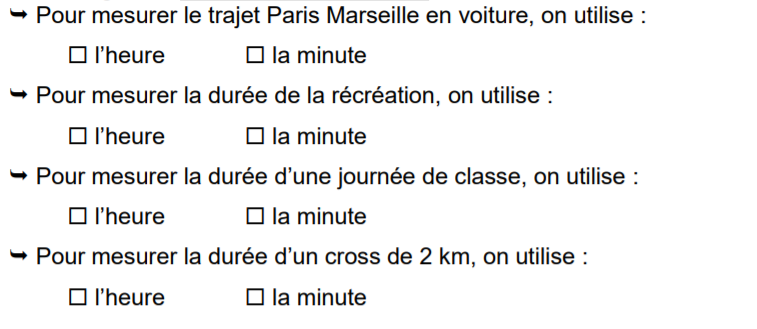 ➥ Pour mesurer le trajet Paris Marseille en voiture, on utilise :
☐ l’heure ☐ la minute
➥ Pour mesurer la durée de la récréation, on utilise :
☐ l’heure ☐ la minute
➥ Pour mesurer la durée d’une journée de classe, on utilise :
☐ l’heure ☐ la minute
➥ Pour mesurer la durée d’un cross de 2 km, on utilise :
☐ l’heure ☐ la minute